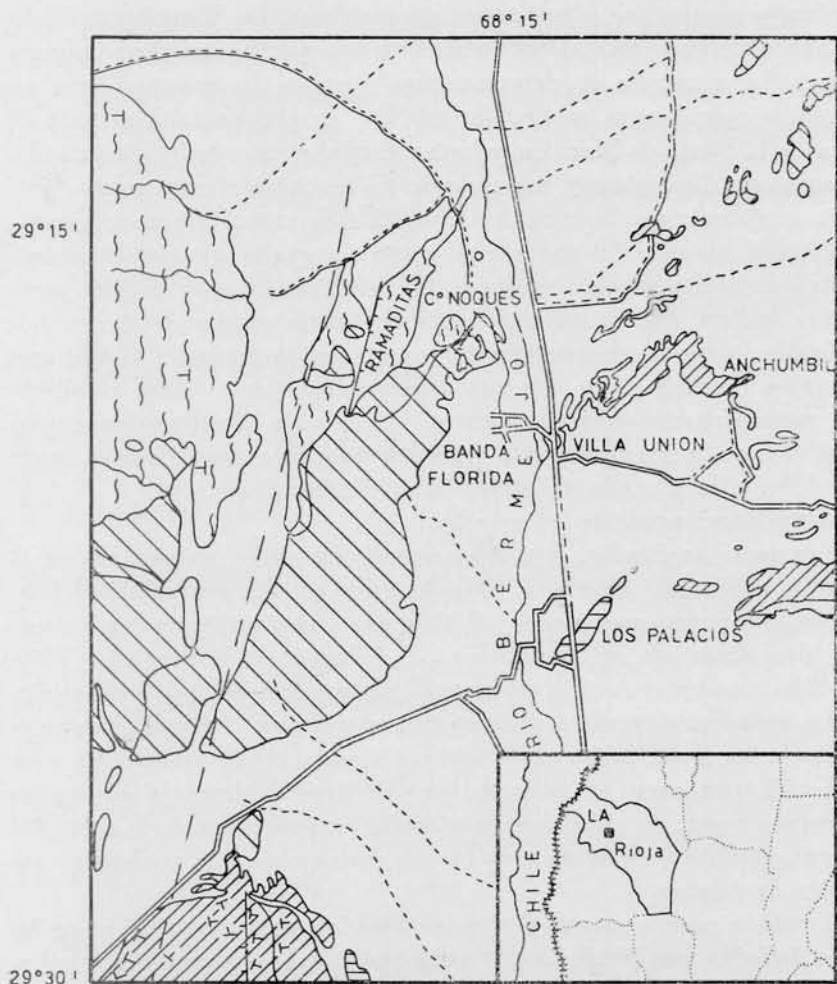 68°15'
29°15'
RAMADITAS
C° NOQUES
ANCHUMBIL
BANDA
FLORIDA
VILLA UNION
RIO BERMEJO
LOS PALACIOS
CHILE
LA
Rioja
29°30'